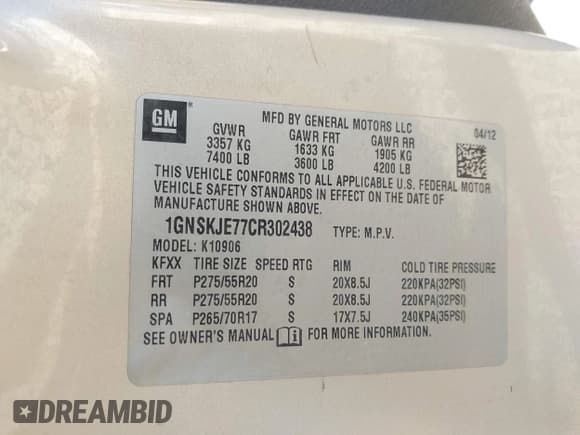 GM
MFD BY GENERAL MOTORS LLC
04/12
GVWR GAWR FRT GAWR RR
3357 KG 1633 KG 1905 KG
7400 LB 3600 LB 4200 LB
THIS VEHICLE CONFORMS TO ALL APPLICABLE U.S. FEDERAL MOTOR
VEHICLE SAFETY STANDARDS IN EFFECT ON THE DATE OF
MANUFACTURE SHOWN ABOVE.
1GNSKJE77CR302438 TYPE: M.P.V.
MODEL: K10906
KFXX TIRE SIZE SPEED RTG RIM COLD TIRE PRESSURE
FRT P275/55R20 S 20X8.5J 220KPA(32PSI)
RR P275/55R20 S 20X8.5J 220KPA(32PSI)
SPA P265/70R17 S 17X7.5J 240KPA(35PSI)
SEE OWNER'S MANUAL FOR MORE INFORMATION.
DREAMBID